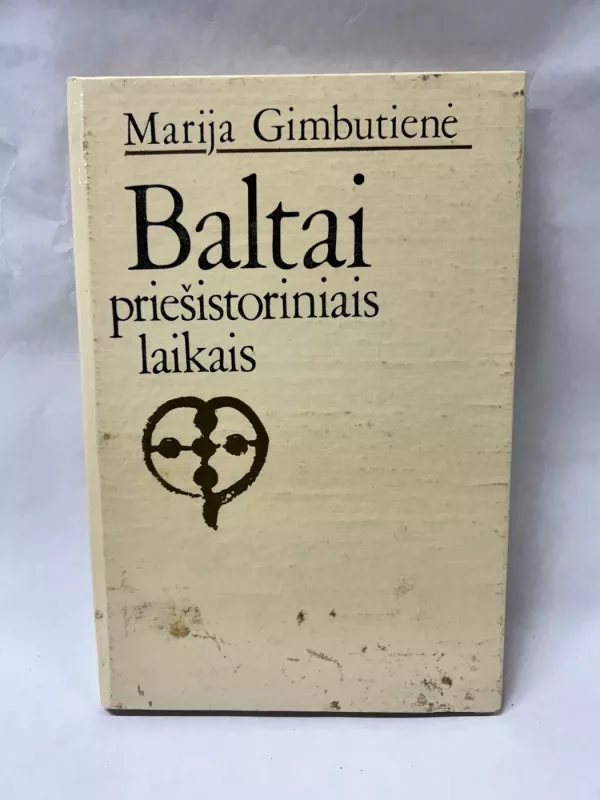 Marija Gimbutienė
Baltai
priešistoriniais
laikais